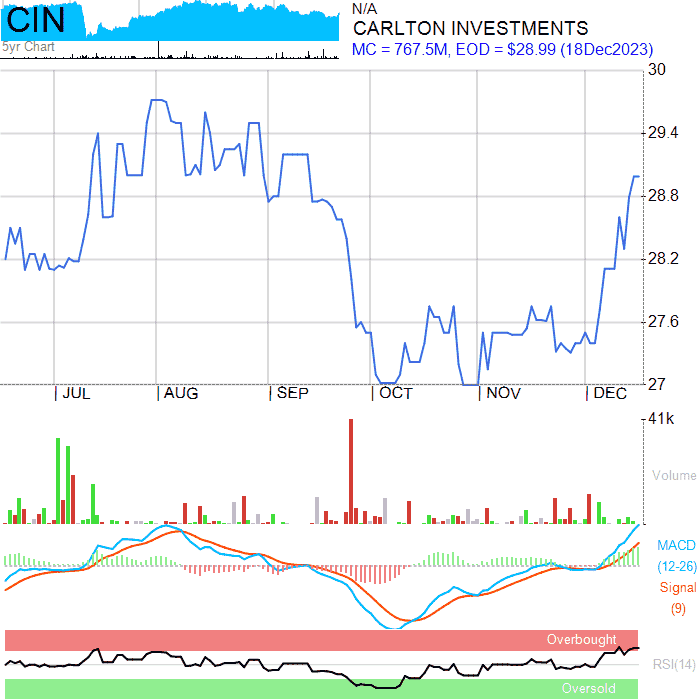 CIN
5yr Chart
N/A
CARLTON INVESTMENTS
MC = 767.5M, EOD = $28.99 (18Dec2023)
30
29.4
28.8
28.2
27.6
27
JUL AUG SEP OCT NOV DEC
41k
Volume
MACD
(12-26)
Signal
(9)
Overbought
RSI(14)
Oversold